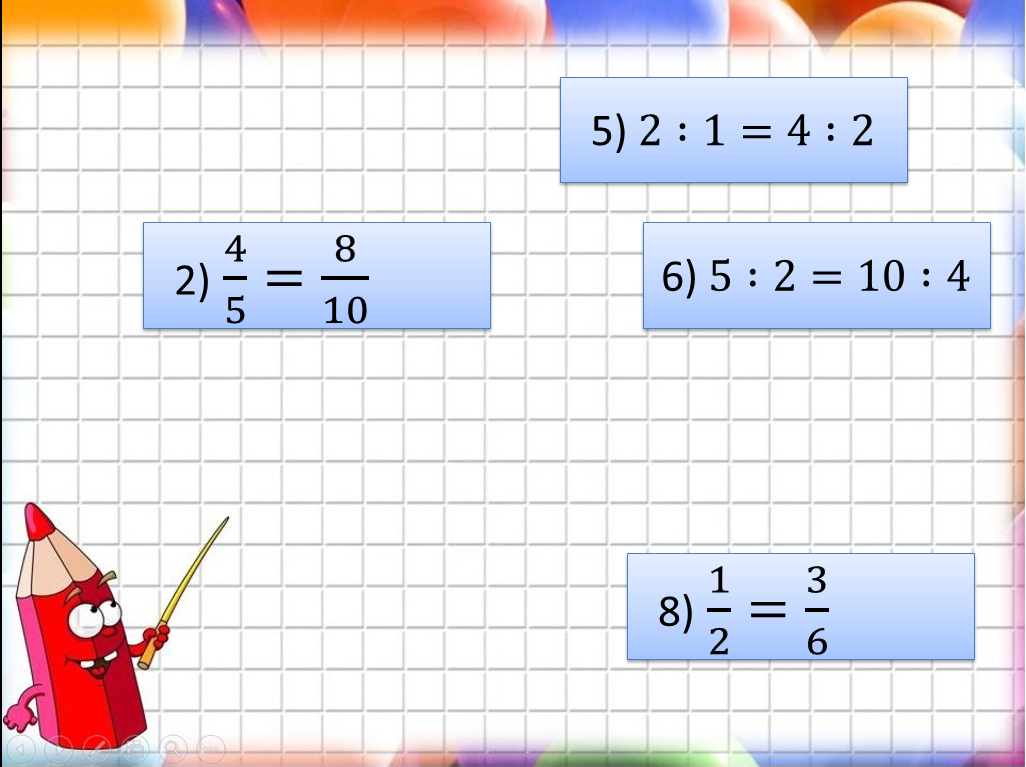 5) 2 : 1 = 4 : 2
2) 4/5 = 8/10
6) 5 : 2 = 10 : 4
8) 1/2 = 3/6